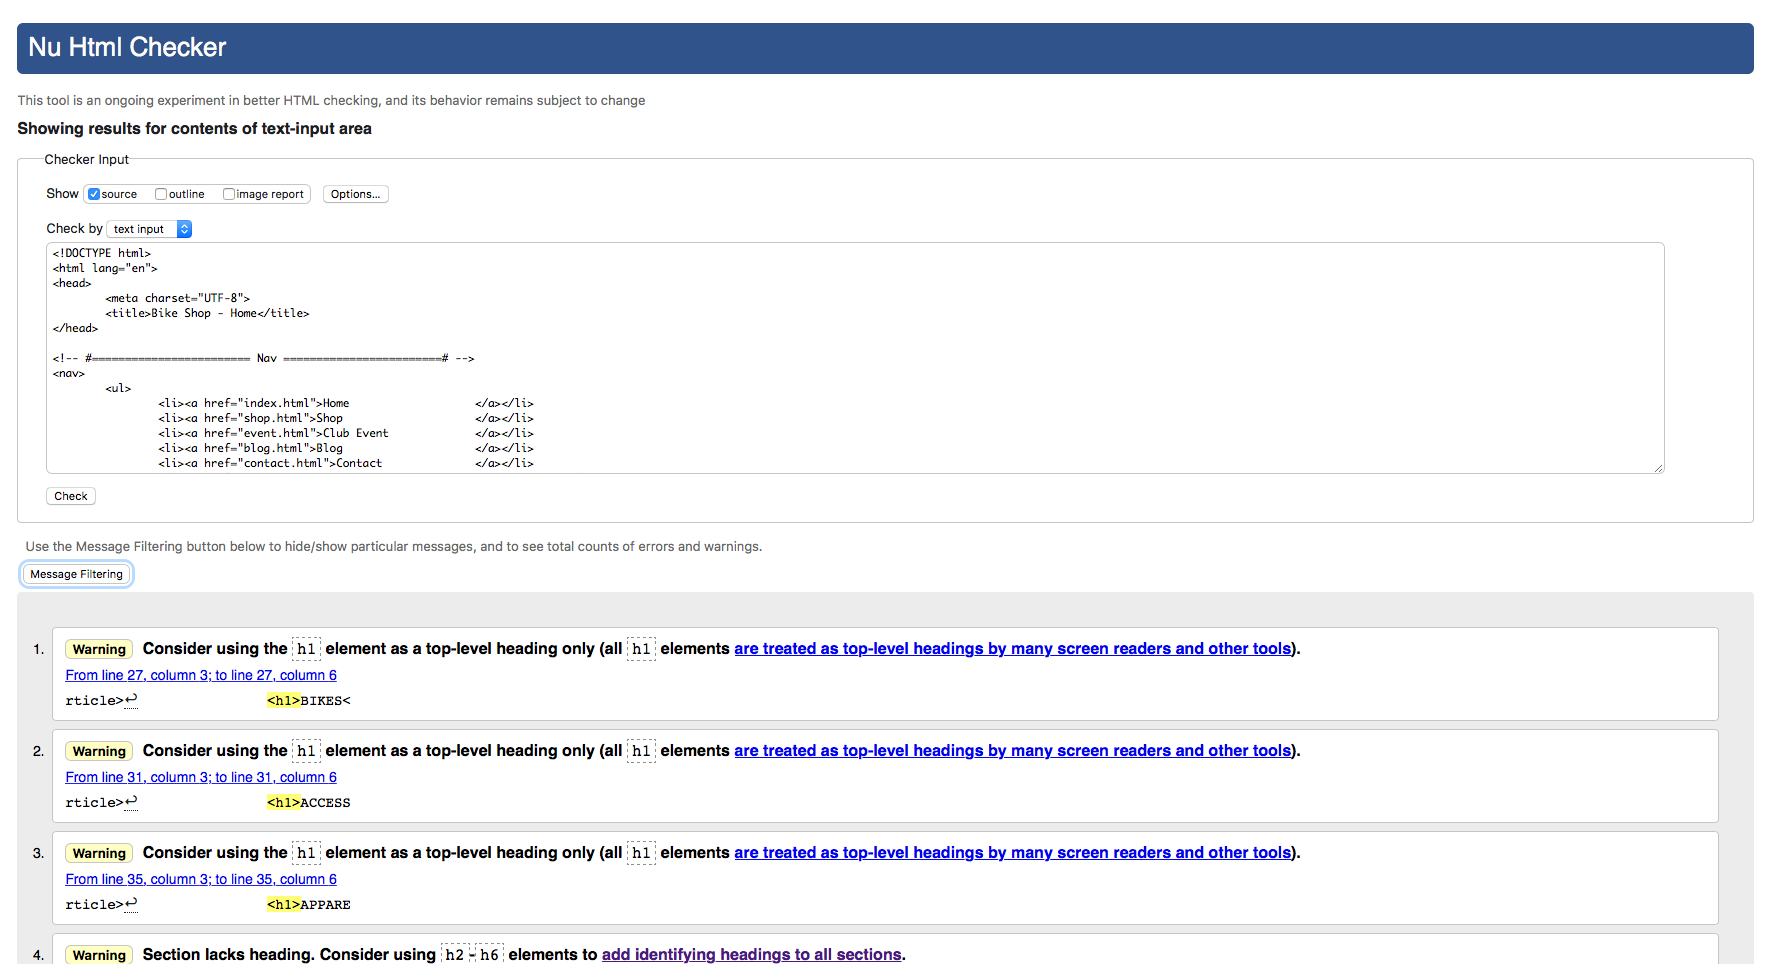 Nu Html Checker
This tool is an ongoing experiment in better HTML checking, and its behavior remains subject to change
Showing results for contents of text-input area
Checker Input
Show source outline image report Options...
Check by text input
<!DOCTYPE html>
<html lang="en">
<head>
<meta charset="UTF-8">
<title>Bike Shop - Home</title>
</head>
<!-- #======================== Nav ========================# -->
<nav>
<ul>
<li><a href="index.html">Home </a></li>
<li><a href="shop.html">Shop </a></li>
<li><a href="event.html">Club Event </a></li>
<li><a href="blog.html">Blog </a></li>
<li><a href="contact.html">Contact </a></li>
Check
Use the Message Filtering button below to hide/show particular messages, and to see total counts of errors and warnings.
Message Filtering
1. Warning Consider using the h1 element as a top-level heading only (all h1 elements are treated as top-level headings by many screen readers and other tools).
From line 27, column 3; to line 27, column 6
rticle>↩ <h1>BIKES<
2. Warning Consider using the h1 element as a top-level heading only (all h1 elements are treated as top-level headings by many screen readers and other tools).
From line 31, column 3; to line 31, column 6
rticle>↩ <h1>ACCESS
3. Warning Consider using the h1 element as a top-level heading only (all h1 elements are treated as top-level headings by many screen readers and other tools).
From line 35, column 3; to line 35, column 6
rticle>↩ <h1>APPARE
4. Warning Section lacks heading. Consider using h2-h6 elements to add identifying headings to all sections.